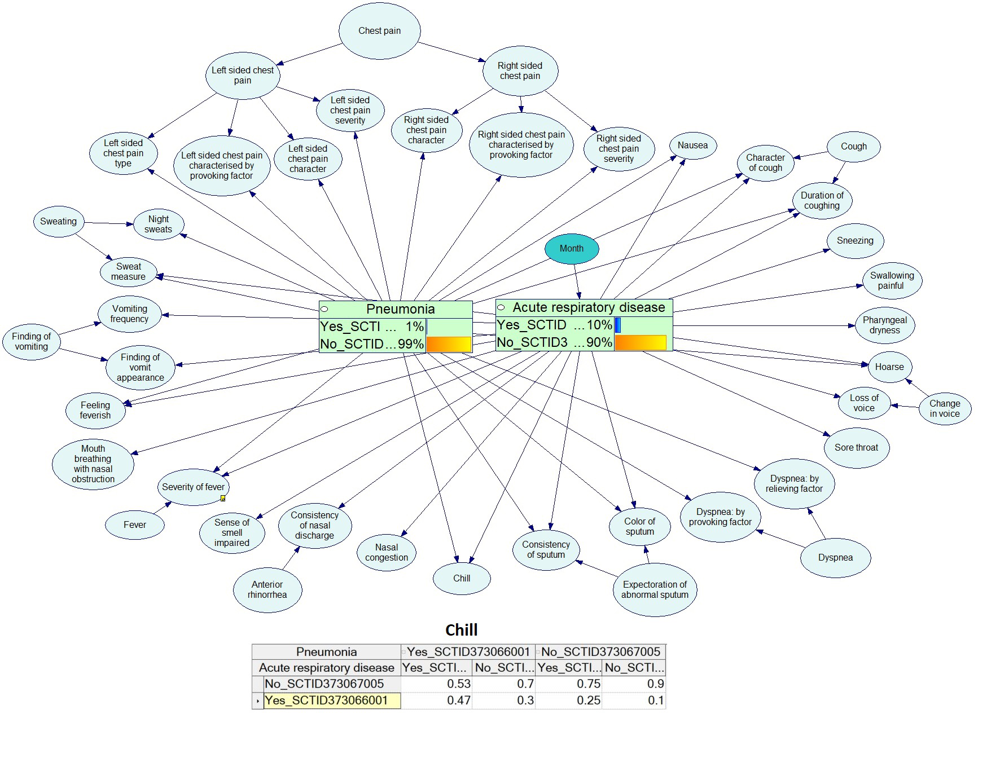 Chest pain
Left sided chest
pain
Right sided
chest pain
Left sided
chest pain
severity
Right sided
chest pain
character
Right sided chest pain
characterised by
provoking factor
Right sided
chest pain
severity
Nausea
Cough
Character
of cough
Left sided
chest pain
type
Left sided chest pain
characterised by
provoking factor
Left sided
chest pain
character
Duration of
coughing
Sweating
Night
sweats
Month
Sneezing
Sweat
measure
Swallowing
painful
Vomiting
frequency
Pneumonia
Yes_SCTI ... 1%
No_SCTID...99%
Acute respiratory disease
Yes_SCTID ...10%
No_SCTID3 ...90%
Pharyngeal
dryness
Finding of
vomiting
Finding of
vomit
appearance
Hoarse
Feeling
feverish
Loss of
voice
Change
in voice
Mouth
breathing
with nasal
obstruction
Sore throat
Severity of fever
Dyspnea: by
relieving factor
Fever
Sense of
smell
impaired
Consistency
of nasal
discharge
Dyspnea: by
provoking factor
Color of
sputum
Nasal
congestion
Consistency
of sputum
Dyspnea
Chill
Anterior
rhinorrhea
Expectoration of
abnormal sputum
Chill
Pneumonia Yes_SCTID373066001 No_SCTID373067005
Acute respiratory disease Yes_SCTI... No_SCTI... Yes_SCTI... No_SCTI...
No_SCTID373067005 0.53 0.7 0.75 0.9
Yes_SCTID373066001 0.47 0.3 0.25 0.1